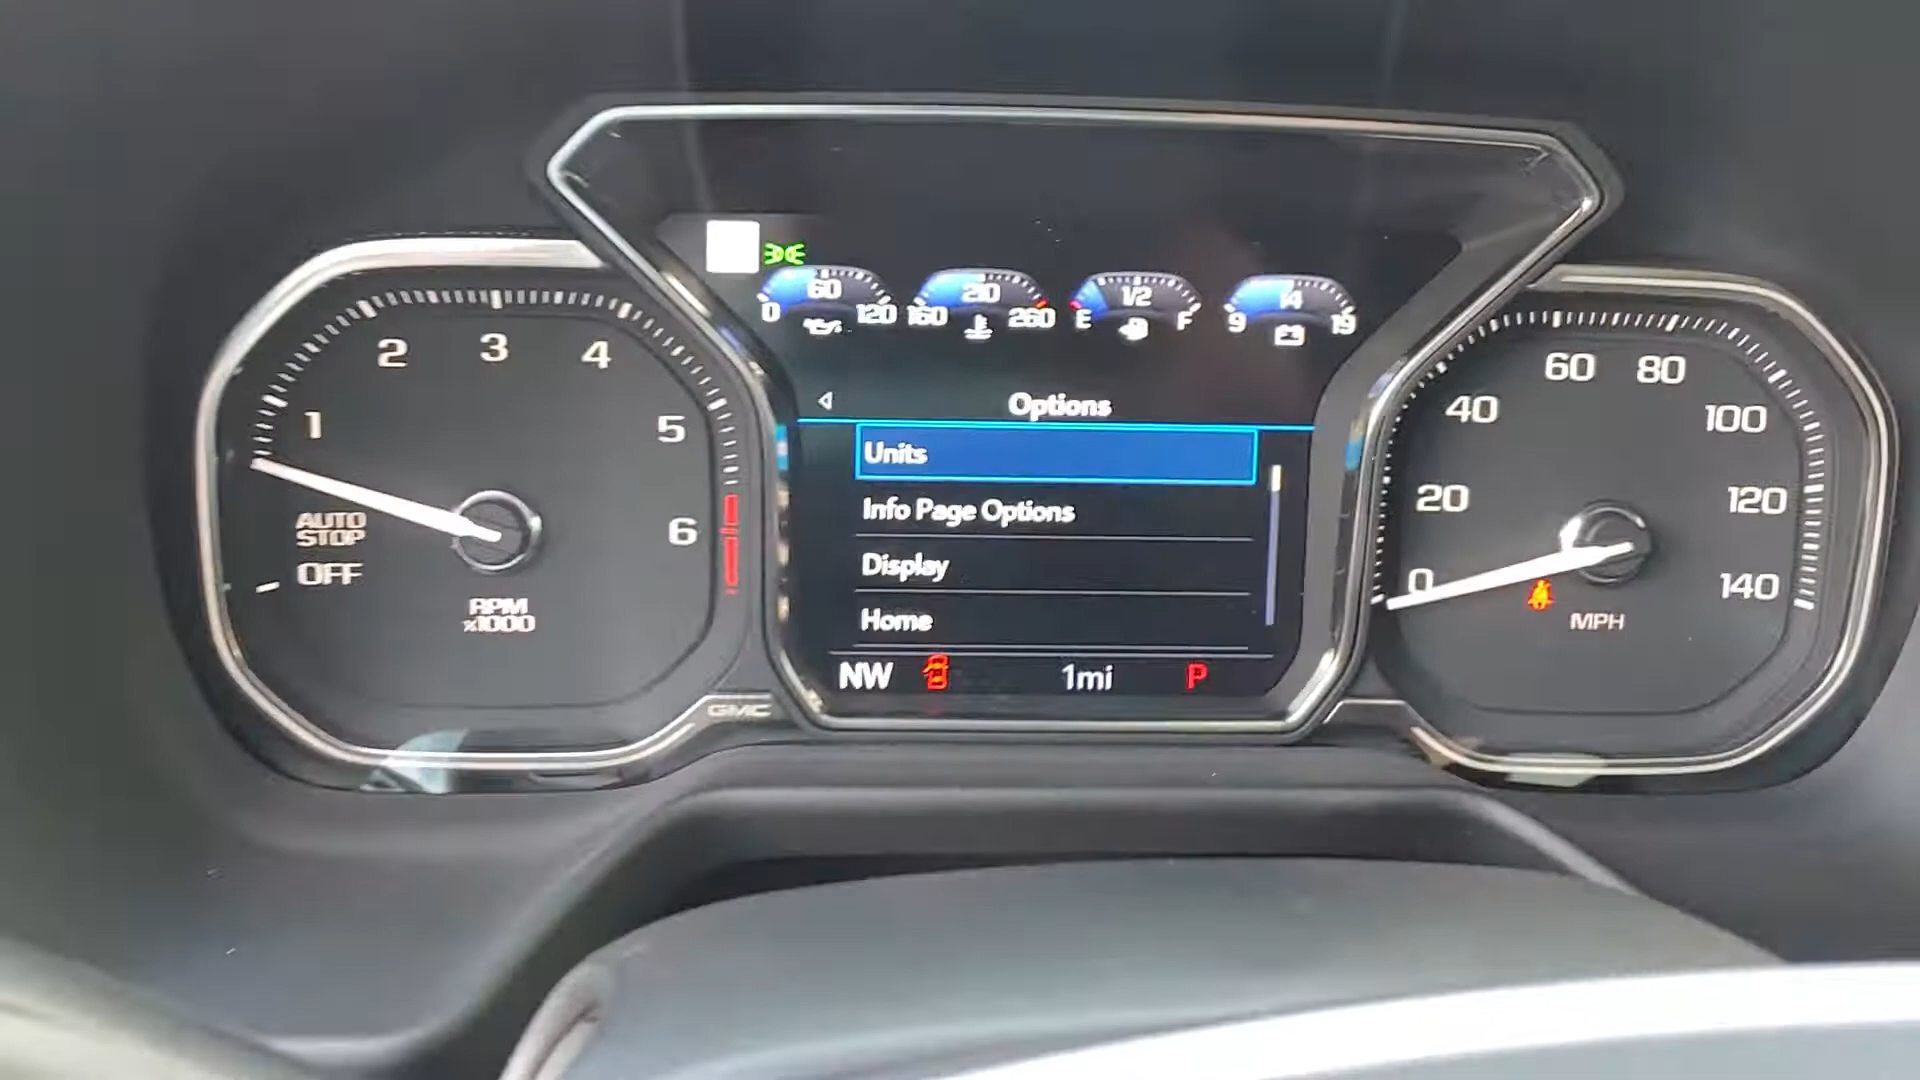 60
0 120
210
160 260
1/2
E F
14
9 19
1 2 3 4 5 6
AUTO
STOP
OFF
RPM
x1000
GMC
Options
Units
Info Page Options
Display
Home
NW 1mi P
0 20 40 60 80 100 120 140
MPH